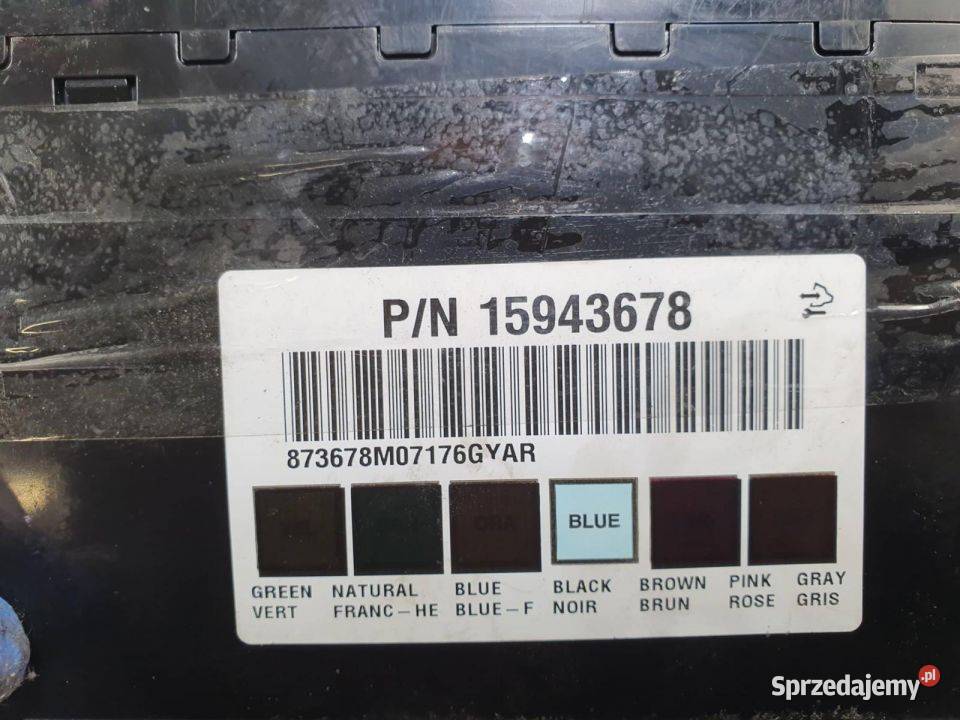 P/N 15943678
873678M07176GYAR
BLUE
GREEN NATURAL BLUE BLACK BROWN PINK GRAY
VERT FRANC-HE BLUE-F NOIR BRUN ROSE GRIS
Sprzedajemy.pl